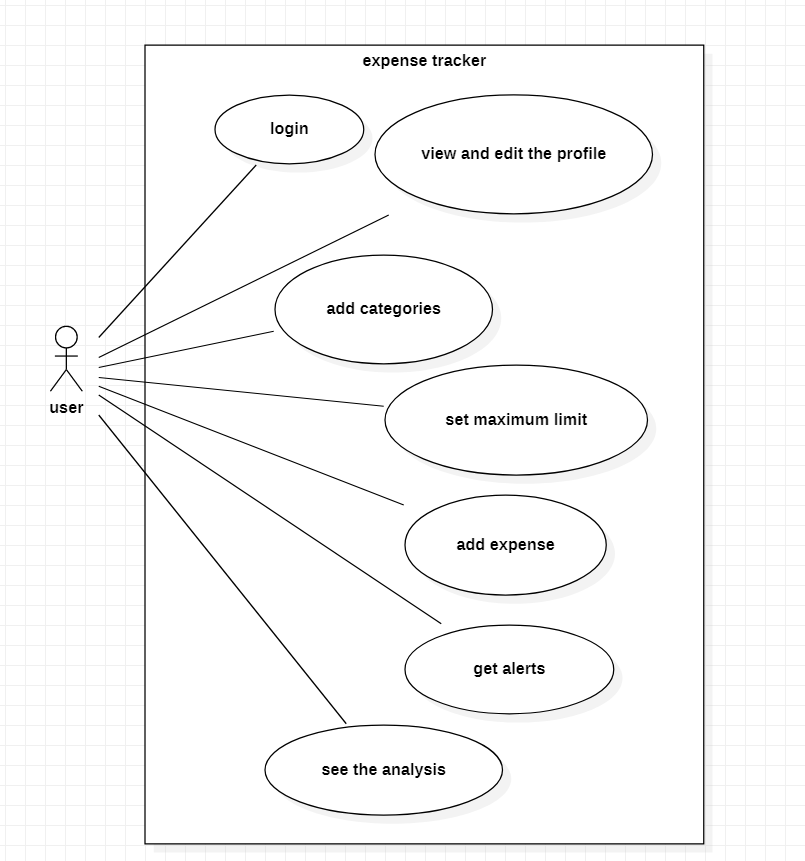 expense tracker
login
view and edit the profile
add categories
user
set maximum limit
add expense
get alerts
see the analysis